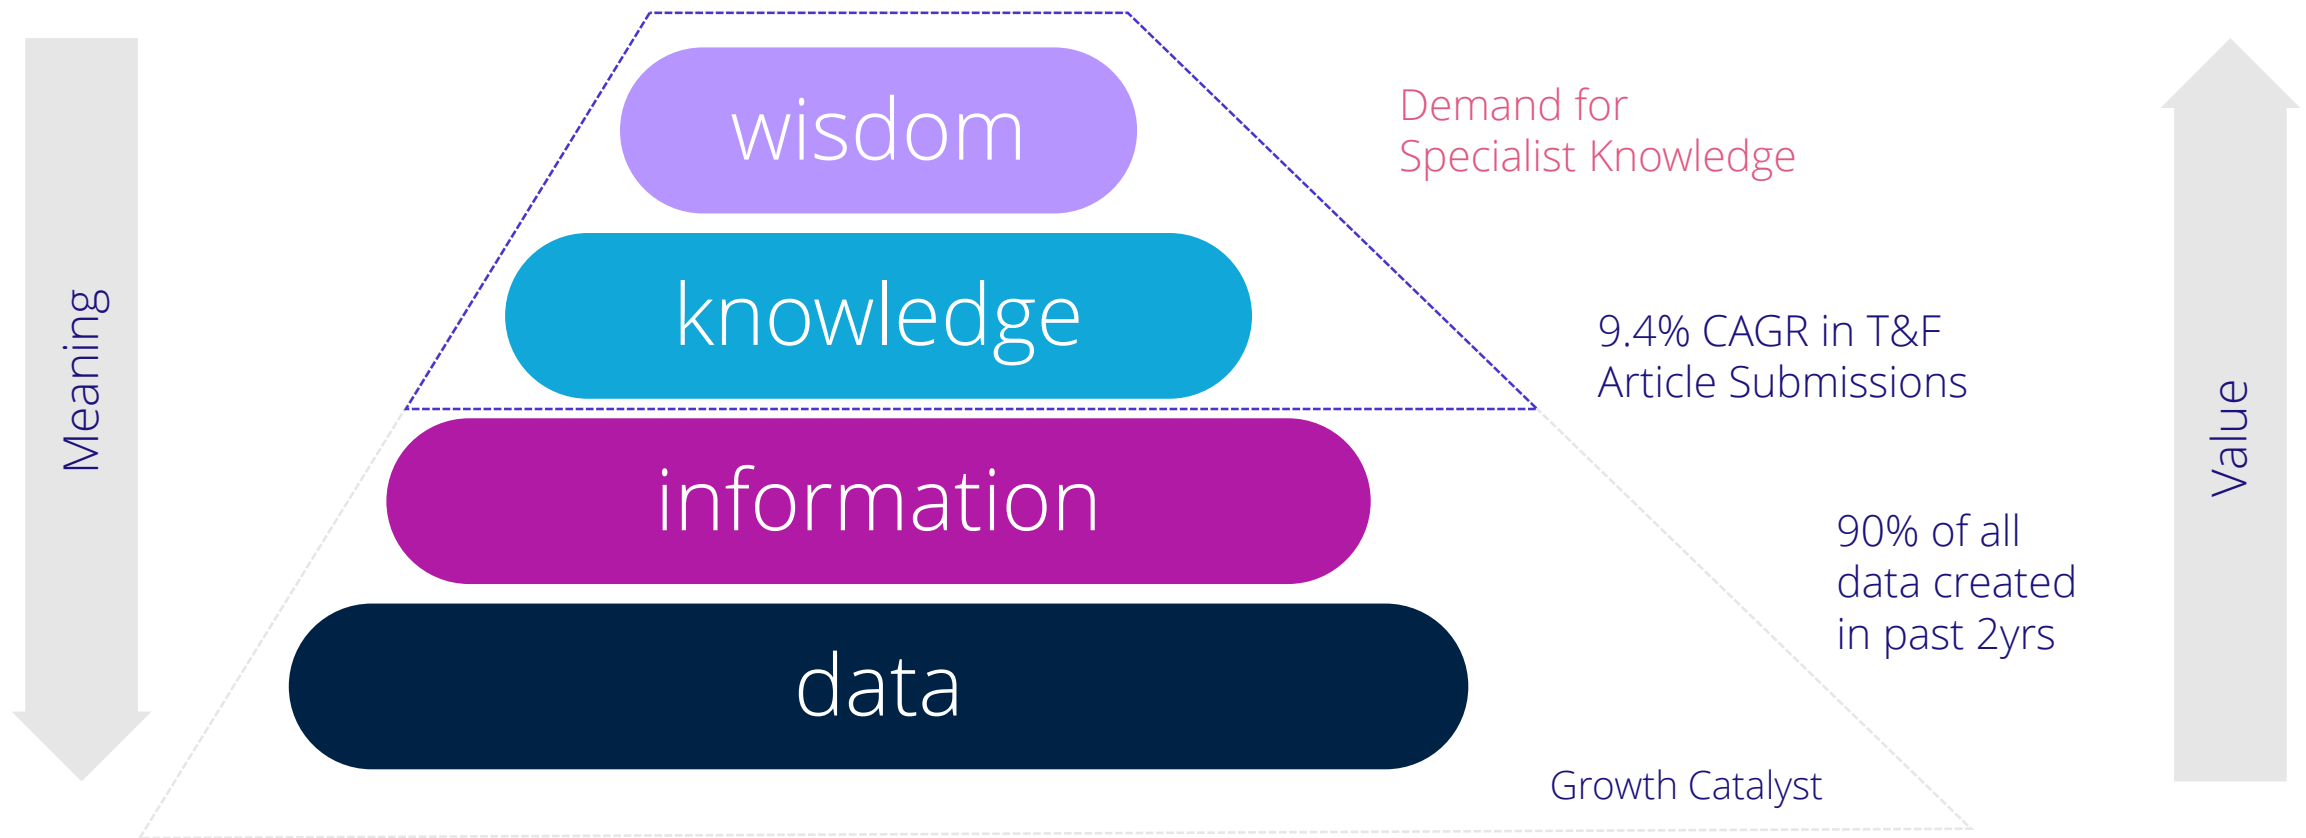 wisdom
Demand for
Specialist Knowledge
knowledge
9.4% CAGR in T&F
Article Submissions
Meaning
Value
information
90% of all
data created
in past 2yrs
data
Growth Catalyst